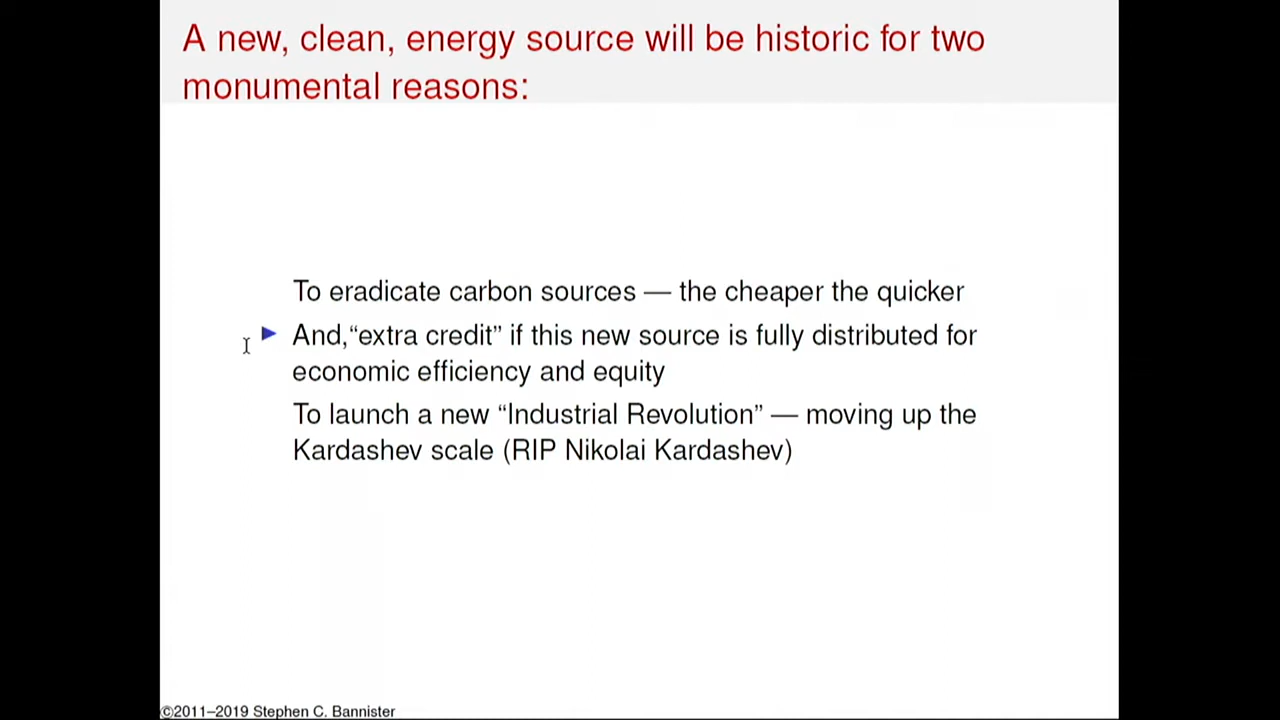 A new, clean, energy source will be historic for two
monumental reasons:
To eradicate carbon sources — the cheaper the quicker
And,“extra credit” if this new source is fully distributed for
economic efficiency and equity
To launch a new “Industrial Revolution” — moving up the
Kardashev scale (RIP Nikolai Kardashev)
©2011–2019 Stephen C. Bannister